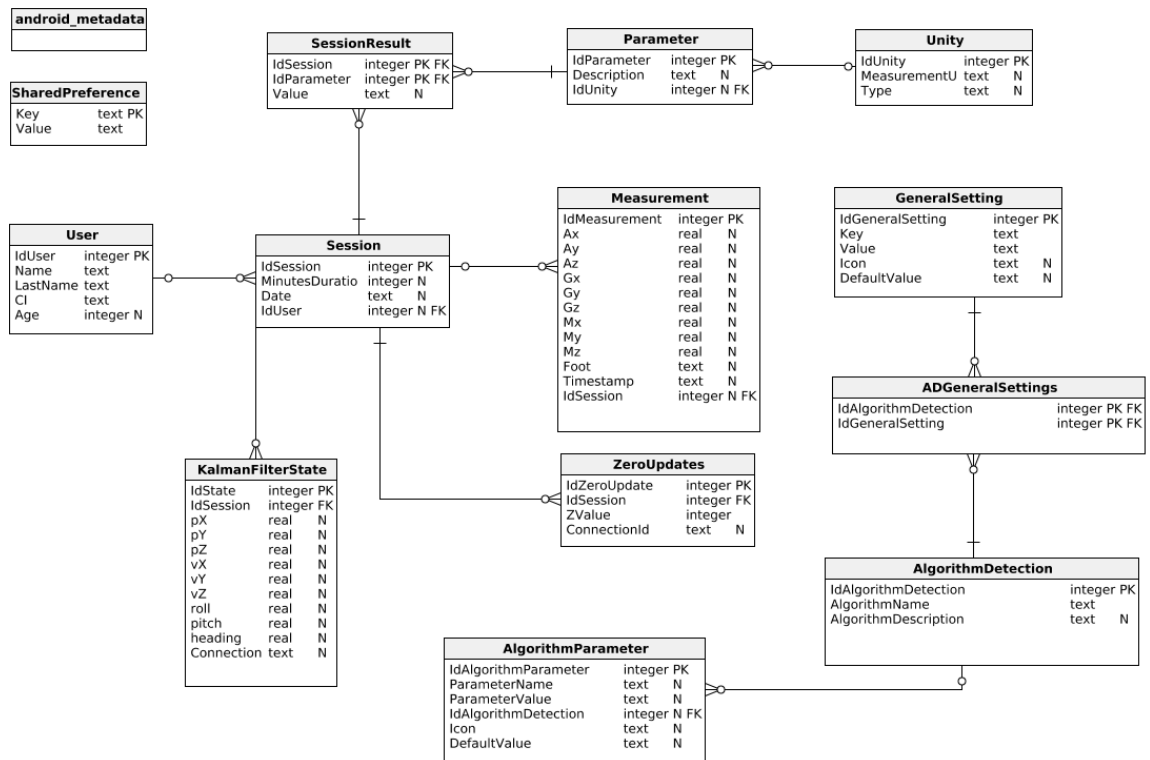 android_metadata
SharedPreference
Key text PK
Value text
SessionResult
IdSession integer PK FK
IdParameter integer PK FK
Value text N
Parameter
IdParameter integer PK
Description text N
IdUnity integer N FK
Unity
IdUnity integer PK
MeasurementU text N
Type text N
User
IdUser integer PK
Name text
LastName text
CI text
Age integer N
Session
IdSession integer PK
MinutesDuratio integer N
Date text N
IdUser integer N FK
Measurement
IdMeasurement integer PK
Ax real N
Ay real N
Az real N
Gx real N
Gy real N
Gz real N
Mx real N
My real N
Mz real N
Foot text N
Timestamp text N
IdSession integer N FK
GeneralSetting
IdGeneralSetting integer PK
Key text
Value text
Icon text N
DefaultValue text N
ADGeneralSettings
IdAlgorithmDetection integer PK FK
IdGeneralSetting integer PK FK
KalmanFilterState
IdState integer PK
IdSession integer FK
pX real N
pY real N
pZ real N
vX real N
vY real N
vZ real N
roll real N
pitch real N
heading real N
Connection text N
ZeroUpdates
IdZeroUpdate integer PK
IdSession integer FK
ZValue integer
ConnectionId text N
AlgorithmDetection
IdAlgorithmDetection integer PK
AlgorithmName text
AlgorithmDescription text N
AlgorithmParameter
IdAlgorithmParameter integer PK
ParameterName text N
ParameterValue text N
IdAlgorithmDetection integer N FK
Icon text N
DefaultValue text N